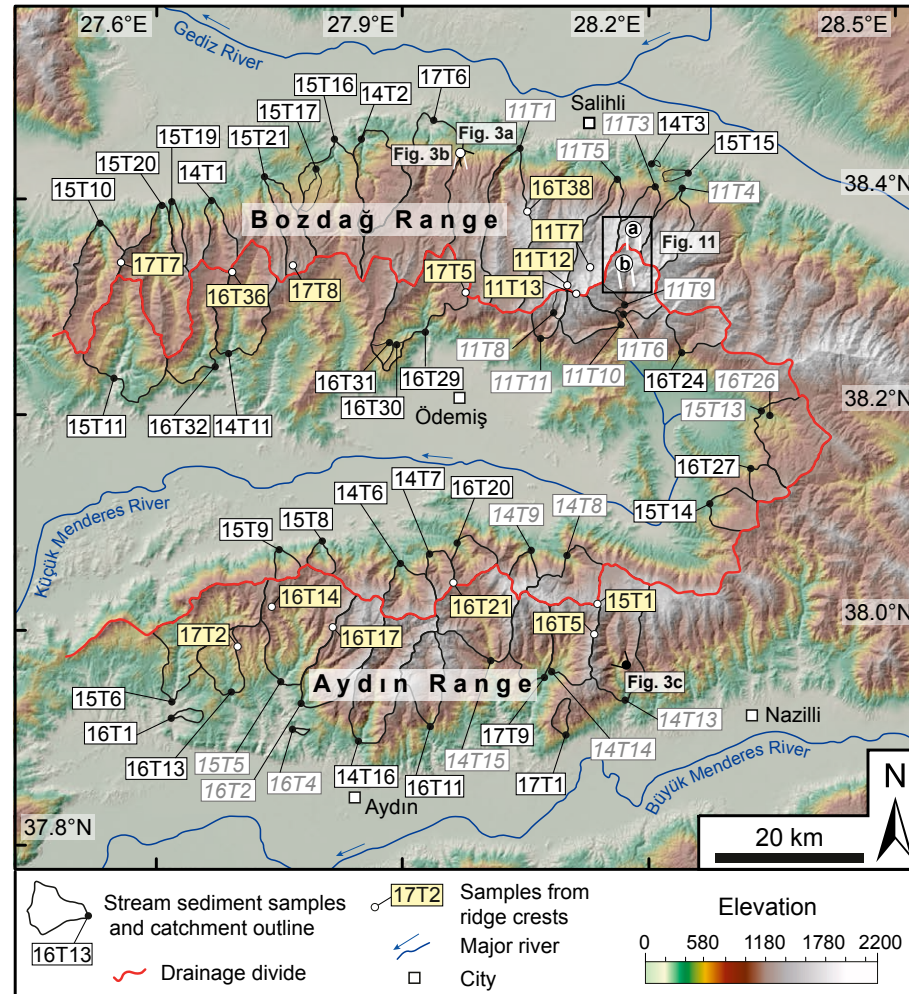 27.6°E
27.9°E
28.2°E
28.5°E
Gediz River
17T6
15T16
14T2
11T1
Salihli
15T17
11T3
14T3
15T19
15T21
Fig. 3a
15T20
14T1
Fig. 3b
11T5
15T15
15T10
16T38
11T4
38.4°N
Bozdağ Range
11T7
a
Fig. 11
17T7
17T5
11T12
b
16T36
17T8
11T13
11T9
11T8
11T6
16T31
16T29
11T11
11T10
16T24
16T26
15T11
16T32
14T11
16T30
Ödemiş
15T13
38.2°N
Küçük Menderes River
14T6
14T7
16T20
16T27
15T9
15T8
14T9
14T8
15T14
16T14
16T21
15T1
38.0°N
17T2
16T17
16T5
Aydın Range
Fig. 3c
15T6
16T1
Nazilli
16T13
15T5
17T9
14T13
16T2
16T4
14T16
16T11
14T15
17T1
14T14
Aydın
Büyük Menderes River
N
37.8°N
20 km
Stream sediment samples
and catchment outline
16T13
Drainage divide
17T2
Samples from
ridge crests
Major river
City
Elevation
0 580 1180 1780 2200